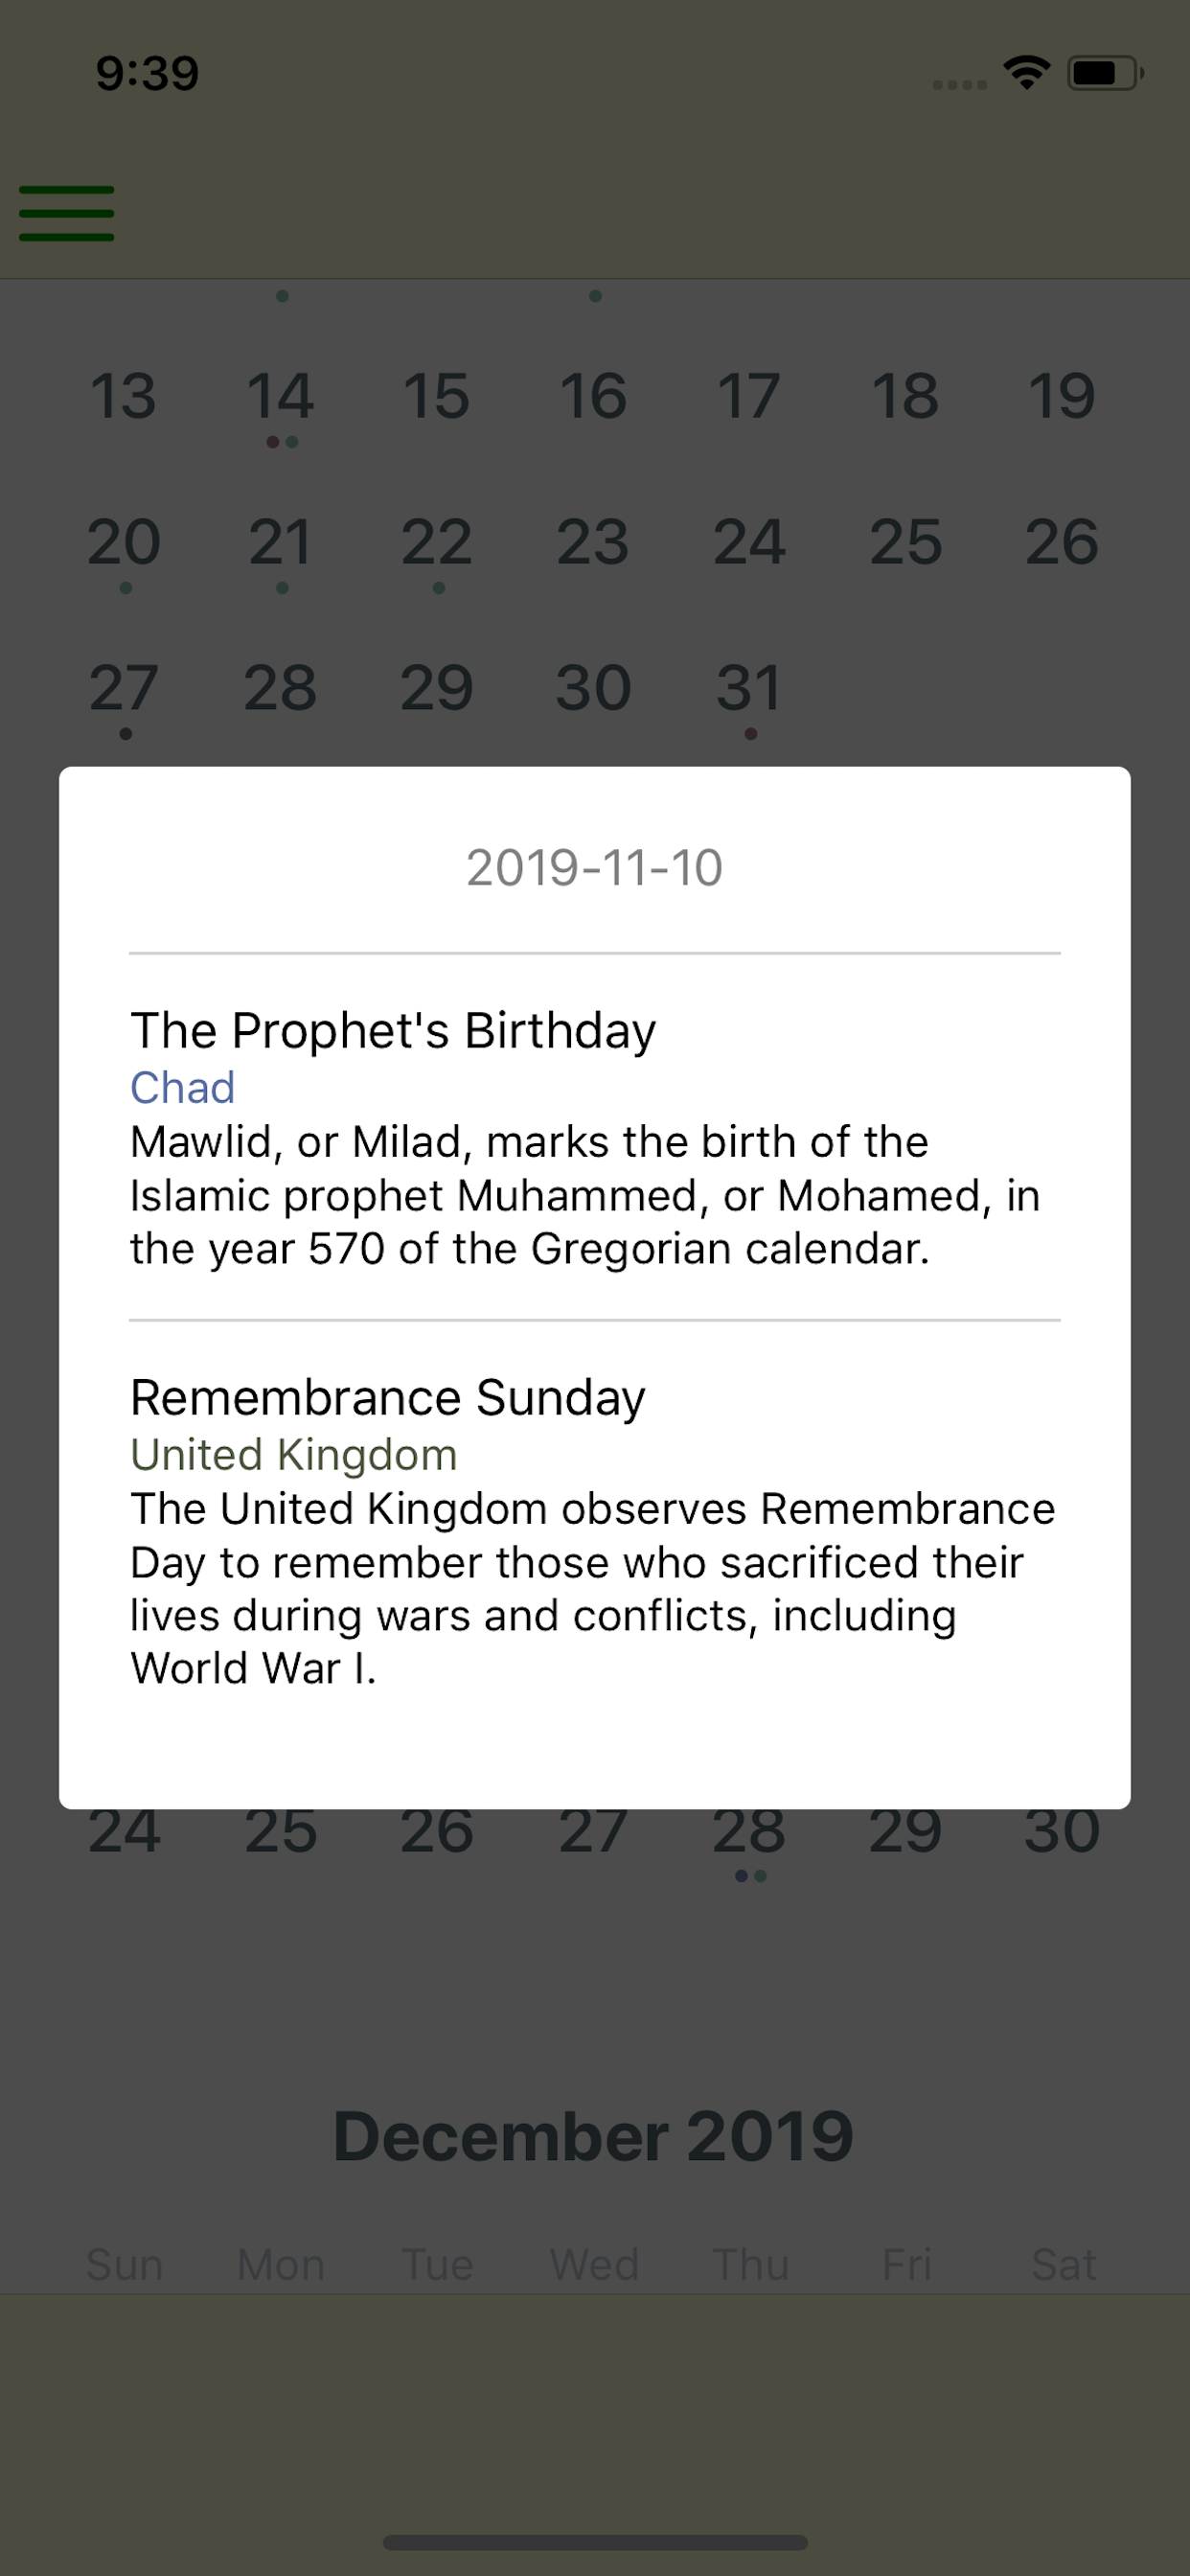 9:39
13 14 15 16 17 18 19
20 21 22 23 24 25 26
27 28 29 30 31
2019-11-10
The Prophet's Birthday
Chad
Mawlid, or Milad, marks the birth of the
Islamic prophet Muhammed, or Mohamed, in
the year 570 of the Gregorian calendar.
Remembrance Sunday
United Kingdom
The United Kingdom observes Remembrance
Day to remember those who sacrificed their
lives during wars and conflicts, including
World War I.
24 25 26 27 28 29 30
December 2019
Sun Mon Tue Wed Thu Fri Sat